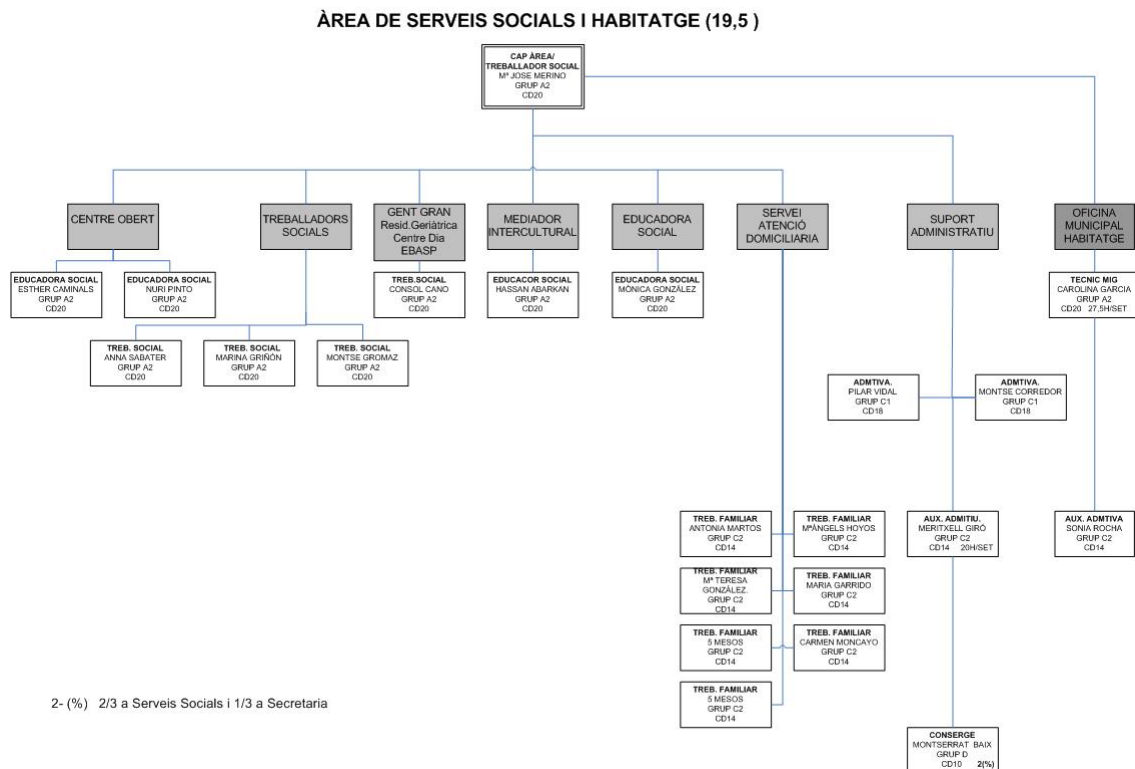 ÀREA DE SERVEIS SOCIALS I HABITATGE (19,5 )
CAP ÀREA/
TREBALLADOR SOCIAL
Mª JOSE MERINO
GRUP A2
CD20
CENTRE OBERT
TREBALLADORS
SOCIALS
GENT GRAN
Resid.Geriàtrica
Centre Dia
EBASP
MEDIADOR
INTERCULTURAL
EDUCADORA
SOCIAL
SERVEI
ATENCIÓ
DOMICILIARIA
SUPORT
ADMINISTRATIU
OFICINA
MUNICIPAL
HABITATGE
EDUCADORA SOCIAL
ESTHER CAMINALS
GRUP A2
CD20
EDUCADORA SOCIAL
NURI PINTO
GRUP A2
CD20
TREB.SOCIAL
CONSOL CANO
GRUP A2
CD20
EDUCACOR SOCIAL
HASSAN ABARKAN
GRUP A2
CD20
EDUCADORA SOCIAL
MÒNICA GONZÁLEZ
GRUP A2
CD20
TECNIC MIG
CAROLINA GARCIA
GRUP A2
CD20 27,5H/SET
TREB. SOCIAL
ANNA SABATER
GRUP A2
CD20
TREB. SOCIAL
MARINA GRIÑÓN
GRUP A2
CD20
TREB. SOCIAL
MONTSE GROMAZ
GRUP A2
CD20
ADMTIVA.
PILAR VIDAL
GRUP C1
CD18
ADMTIVA.
MONTSE CORREDOR
GRUP C1
CD18
TREB. FAMILIAR
ANTONIA MARTOS
GRUP C2
CD14
TREB. FAMILIAR
MªÀNGELS HOYOS
GRUP C2
CD14
AUX. ADMITIU.
MERITXELL GIRÓ
GRUP C2
CD14 20H/SET
AUX. ADMTIVA
SONIA ROCHA
GRUP C2
CD14
TREB. FAMILIAR
Mª TERESA
GONZÁLEZ.
GRUP C2
CD14
TREB. FAMILIAR
MARIA GARRIDO
GRUP C2
CD14
TREB. FAMILIAR
5 MESOS
GRUP C2
CD14
TREB. FAMILIAR
CARMEN MONCAYO
GRUP C2
CD14
TREB. FAMILIAR
5 MESOS
GRUP C2
CD14
2- (%) 2/3 a Serveis Socials i 1/3 a Secretaria
CONSERGE
MONTSERRAT BAIX
GRUP D
CD10 2(%)